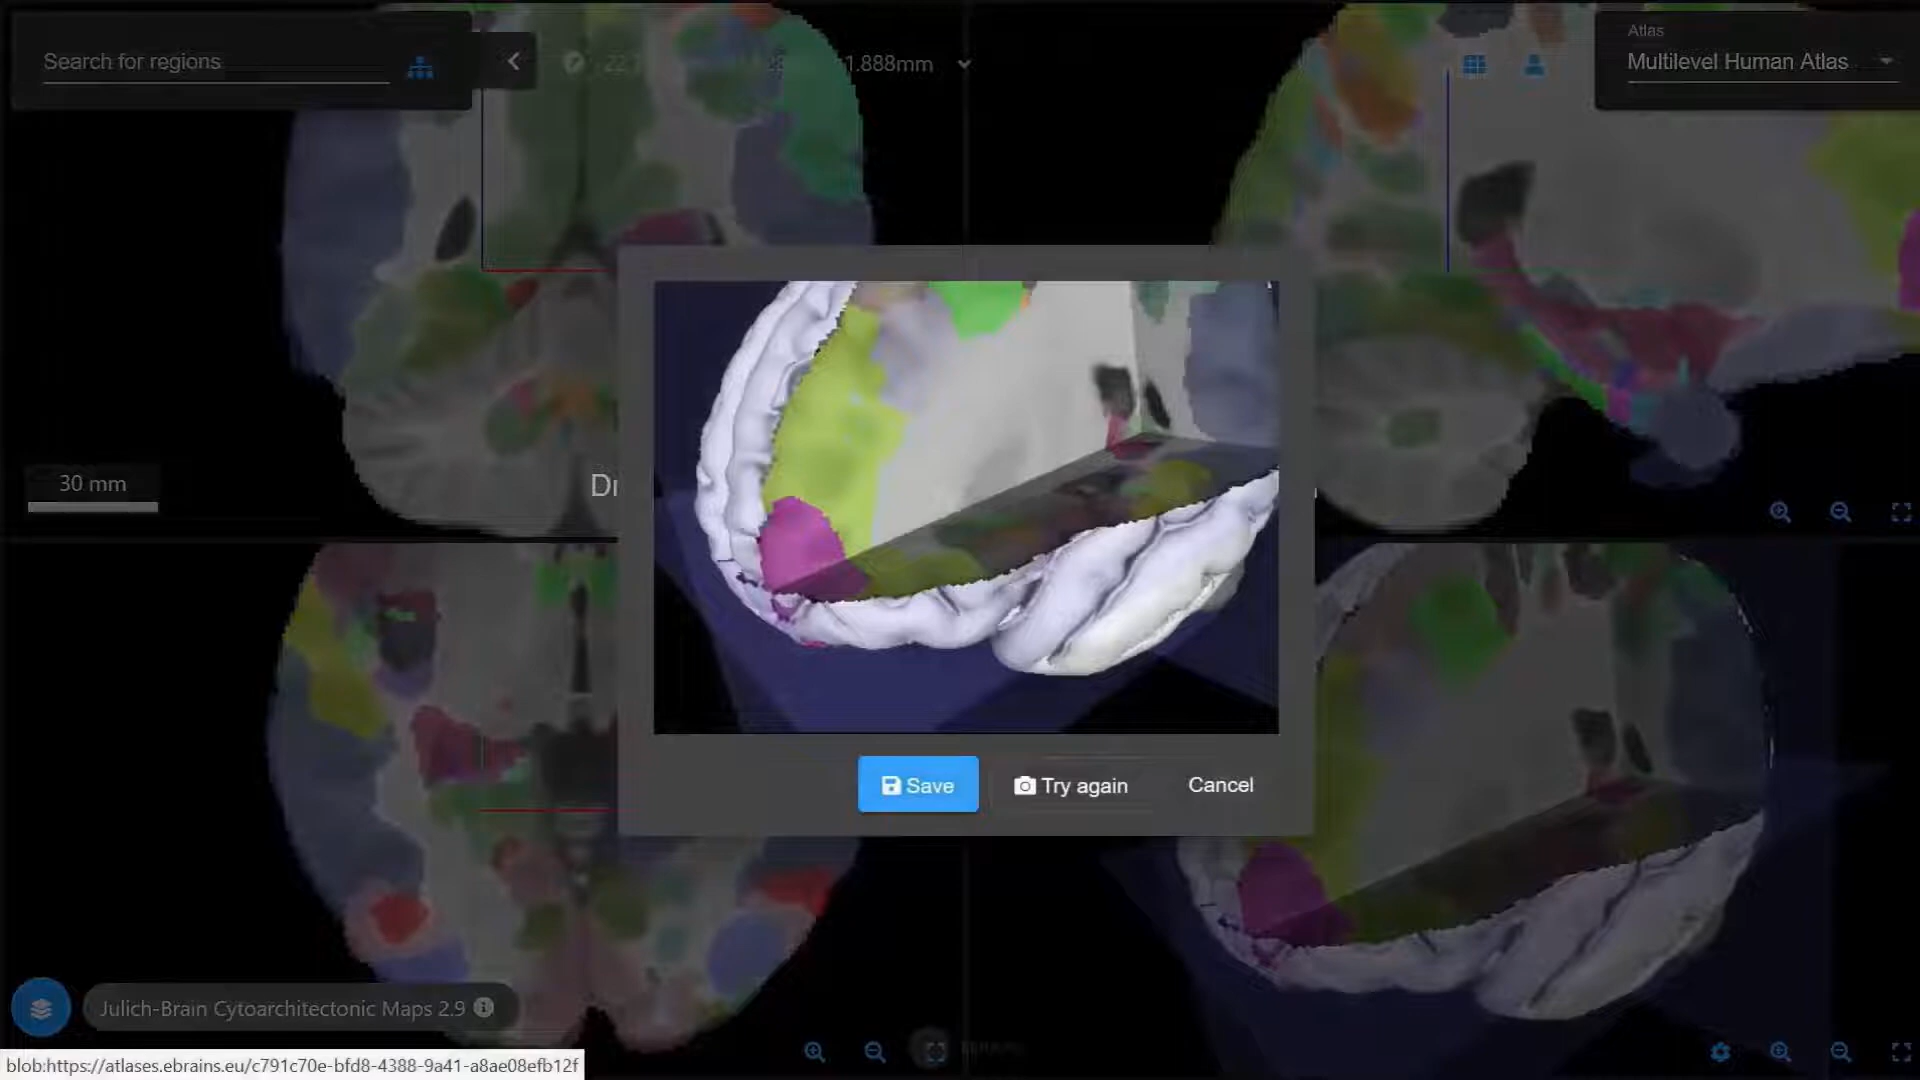 Search for regions
1.888mm
Atlas
Multilevel Human Atlas
30 mm
Save
Try again
Cancel
Julich-Brain Cytoarchitectonic Maps 2.9
blob:https://atlases.ebrains.eu/c791c70e-bfd8-4388-9a41-a8ae08efb12f